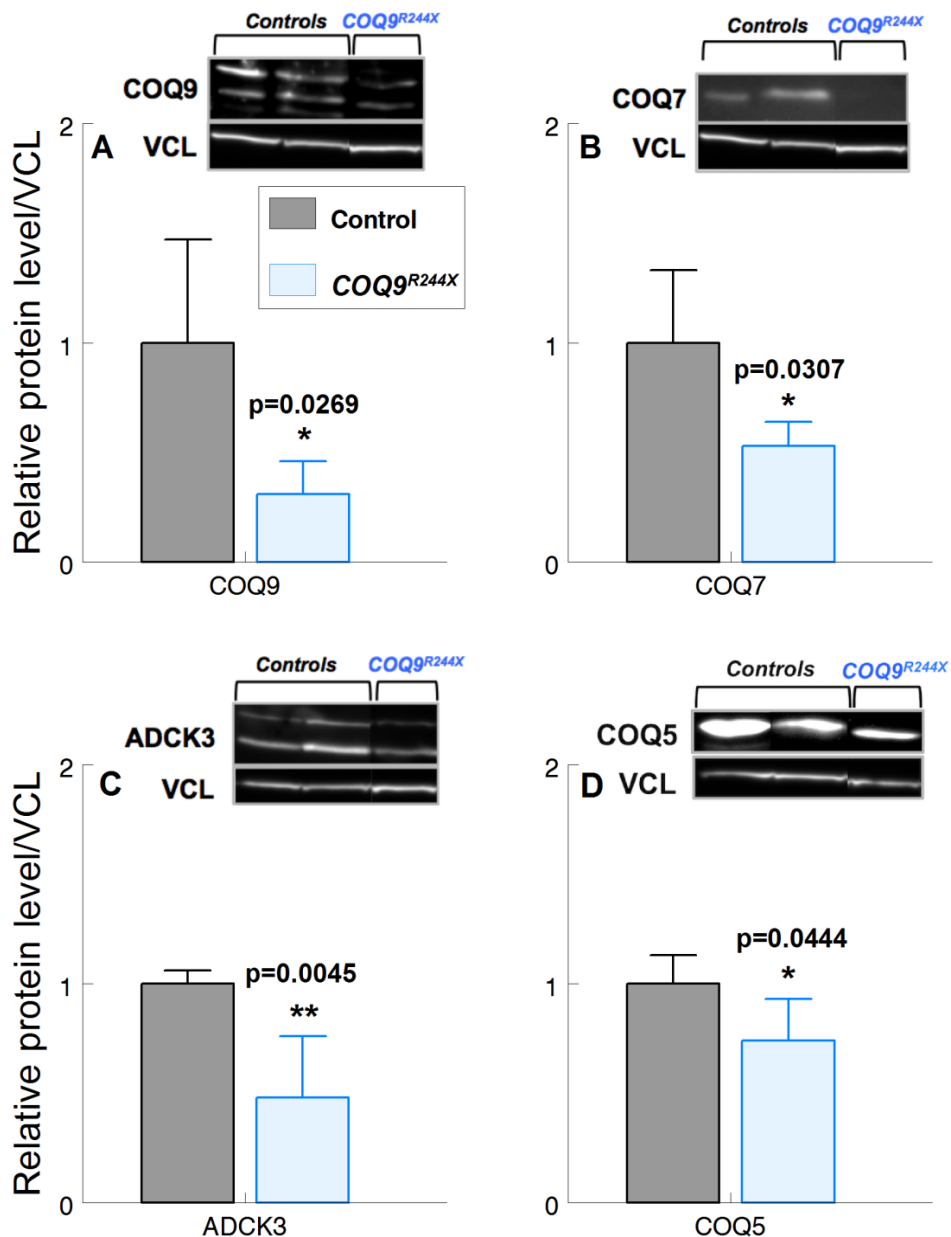 Controls COQ9R244X
COQ9
VCL
A
Relative protein level/VCL
2
1
0
Control
COQ9R244X
p=0.0269
*
COQ9
Controls COQ9R244X
COQ7
VCL
B
2
1
0
p=0.0307
*
COQ7
Controls COQ9R244X
ADCK3
VCL
C
Relative protein level/VCL
2
1
0
p=0.0045
**
ADCK3
Controls COQ9R244X
COQ5
VCL
D
2
1
0
p=0.0444
*
COQ5